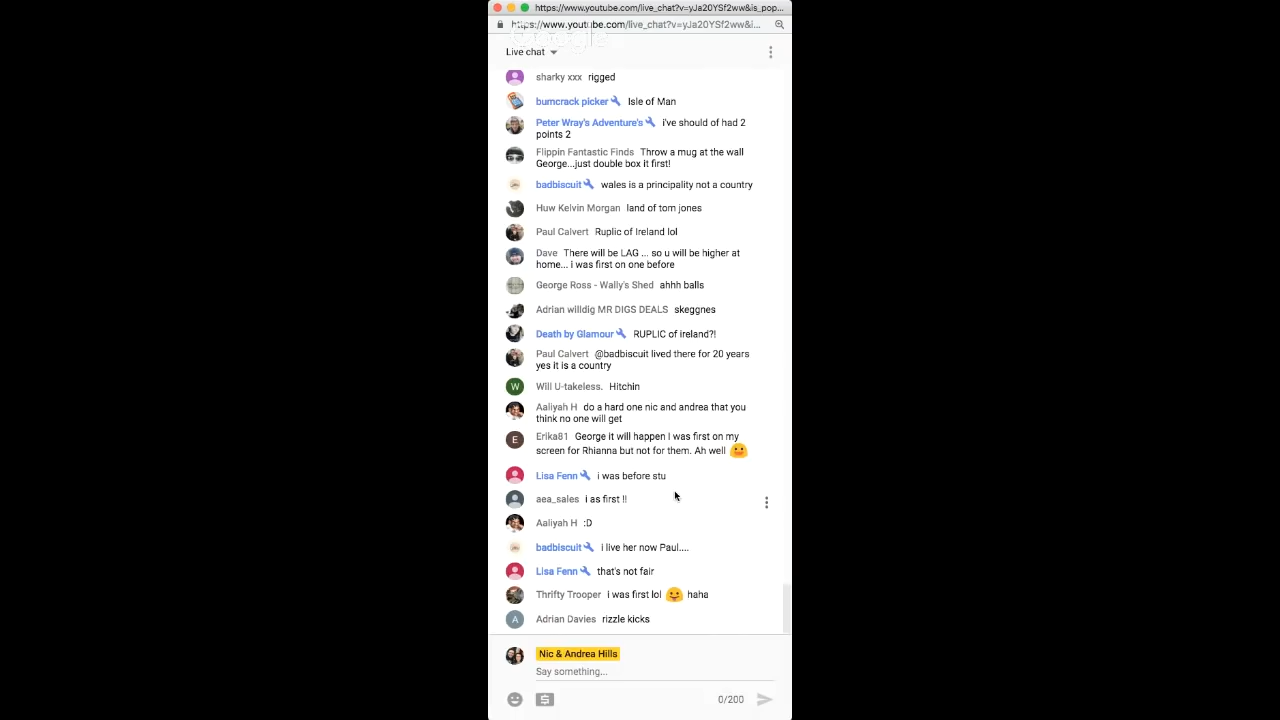 https://www.youtube.com/live_chat?v=yJa20YSf2ww&is_pop...
https://www.youtube.com/live_chat?v=yJa20YSf2ww&i...
Google
Live chat
sharky xxx rigged
bumcrack picker Isle of Man
Peter Wray's Adventure's i've should of had 2
points 2
Flippin Fantastic Finds Throw a mug at the wall
George...just double box it first!
badbiscuit wales is a principality not a country
Huw Kelvin Morgan land of tom jones
Paul Calvert Ruplic of Ireland lol
Dave There will be LAG ... so u will be higher at
home... i was first on one before
George Ross - Wally's Shed ahhh balls
Adrian willdig MR DIGS DEALS skeggnes
Death by Glamour RUPLIC of ireland?!
Paul Calvert @badbiscuit lived there for 20 years
yes it is a country
W Will U-takeless. Hitchin
Aaliyah H do a hard one nic and andrea that you
think no one will get
E Erika81 George it will happen I was first on my
screen for Rhianna but not for them. Ah well
Lisa Fenn i was before stu
aea_sales i as first !!
Aaliyah H :D
badbiscuit i live her now Paul....
Lisa Fenn that's not fair
Thrifty Trooper i was first lol haha
A Adrian Davies rizzle kicks
Nic & Andrea Hills
Say something...
0/200